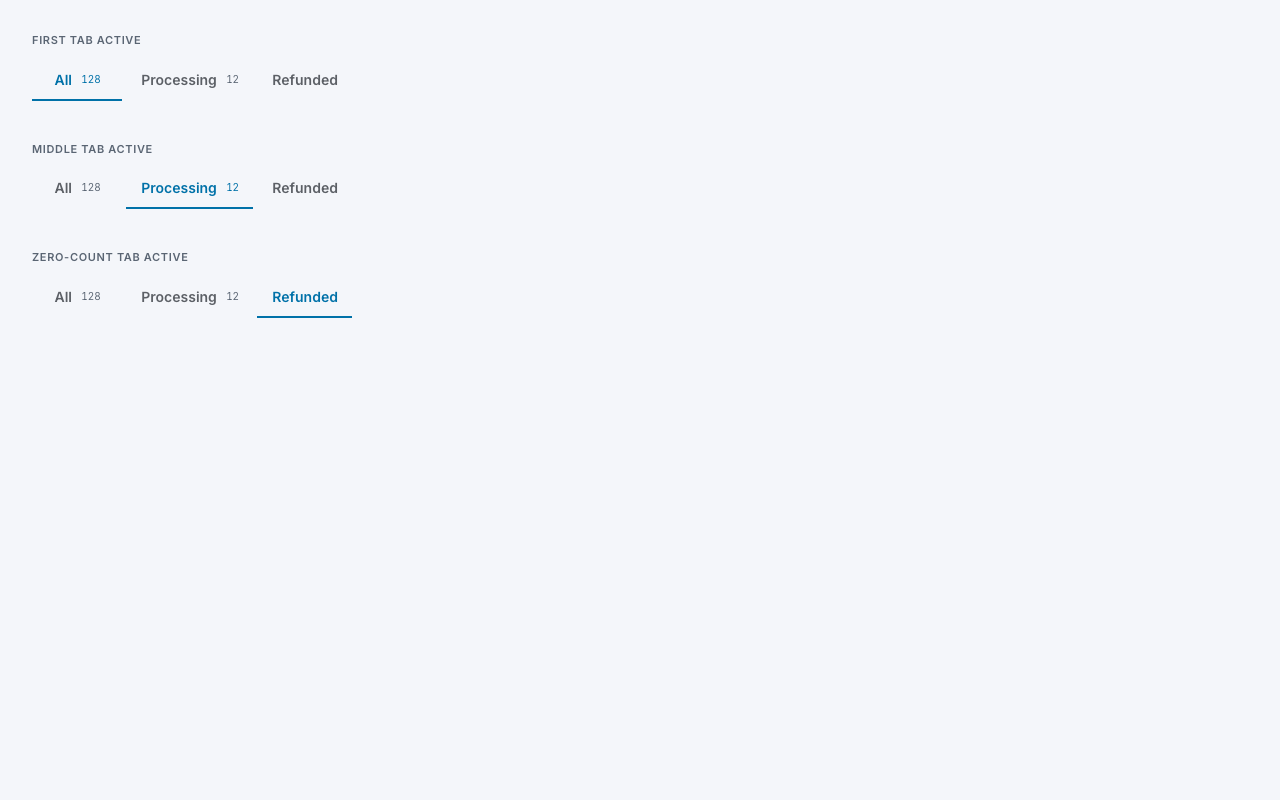 FIRST TAB ACTIVE
All 128 Processing 12 Refunded
MIDDLE TAB ACTIVE
All 128 Processing 12 Refunded
ZERO-COUNT TAB ACTIVE
All 128 Processing 12 Refunded